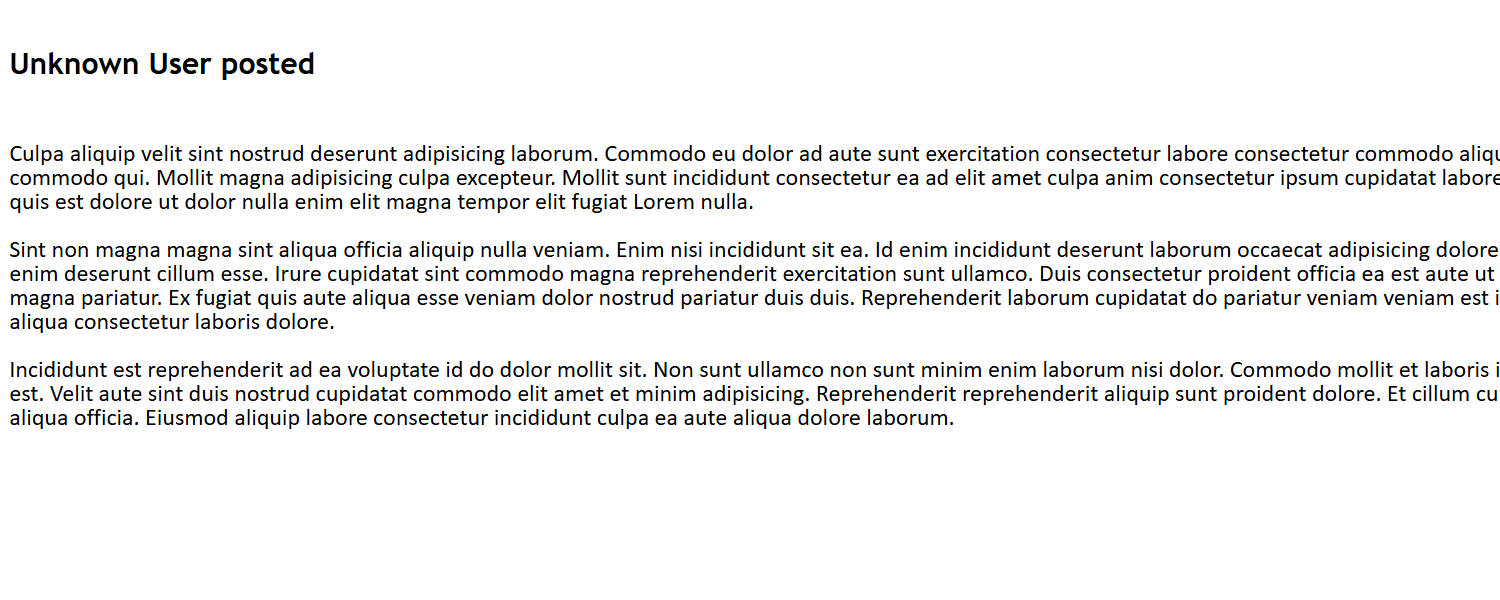 Unknown User posted
Culpa aliquip velit sint nostrud deserunt adipisicing laborum. Commodo eu dolor ad aute sunt exercitation consectetur labore consectetur commodo
commodo qui. Mollit magna adipisicing culpa excepteur. Mollit sunt incididunt consectetur ea ad elit amet culpa anim consectetur ipsum cupidatat labore
quis est dolore ut dolor nulla enim elit magna tempor elit fugiat Lorem nulla.
Sint non magna magna sint aliqua officia aliquip nulla veniam. Enim nisi incididunt sit ea. Id enim incididunt deserunt laborum occaecat adipisicing dolore
enim deserunt cillum esse. Irure cupidatat sint commodo magna reprehenderit exercitation sunt ullamco. Duis consectetur proident officia ea est aute ut
magna pariatur. Ex fugiat quis aute aliqua esse veniam dolor nostrud pariatur duis duis. Reprehenderit laborum cupidatat do pariatur veniam veniam est
aliqua consectetur laboris dolore.
Incididunt est reprehenderit ad ea voluptate id do dolor mollit sit. Non sunt ullamco non sunt minim enim laborum nisi dolor. Commodo mollit et laboris
est. Velit aute sint duis nostrud cupidatat commodo elit amet et minim adipisicing. Reprehenderit reprehenderit aliquip sunt proident dolore. Et cillum
aliqua officia. Eiusmod aliquip labore consectetur incididunt culpa ea aute aliqua dolore laborum.